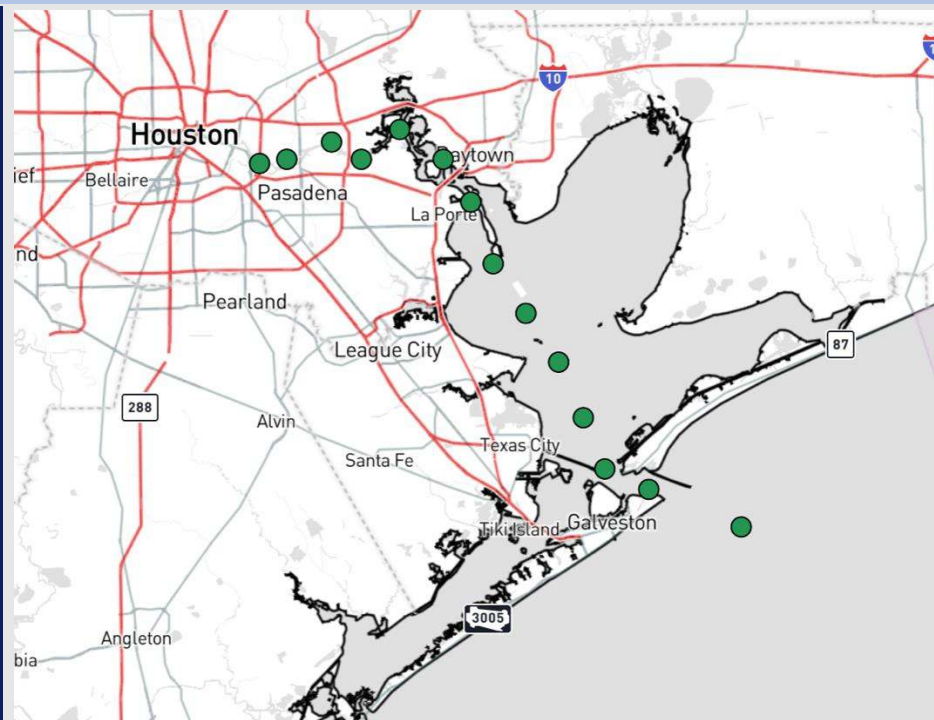 10
1
Houston
Baytown
ief
Bellaire
Pasadena
La Porte
nd
Pearland
87
League City
288
Alvin
Texas City
Santa Fe
Tiki Island
Galveston
3005
Angleton
bia